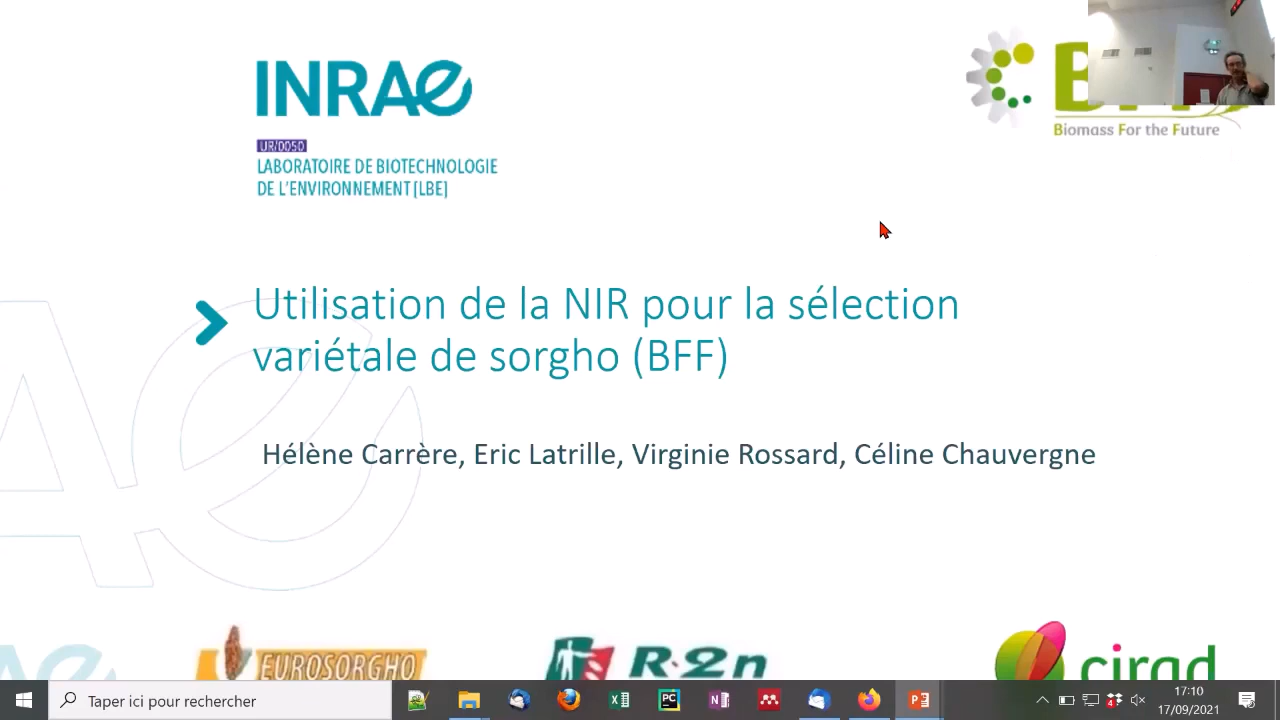 INRAE
UR/0050
LABORATOIRE DE BIOTECHNOLOGIE
DE L'ENVIRONNEMENT [LBE]
Biomass For the Future
Utilisation de la NIR pour la sélection
variétale de sorgho (BFF)
Hélène Carrère, Eric Latrille, Virginie Rossard, Céline Chauvergne
EUROSORGHO
R2n
cirad
Taper ici pour rechercher
17:10
17/09/2021